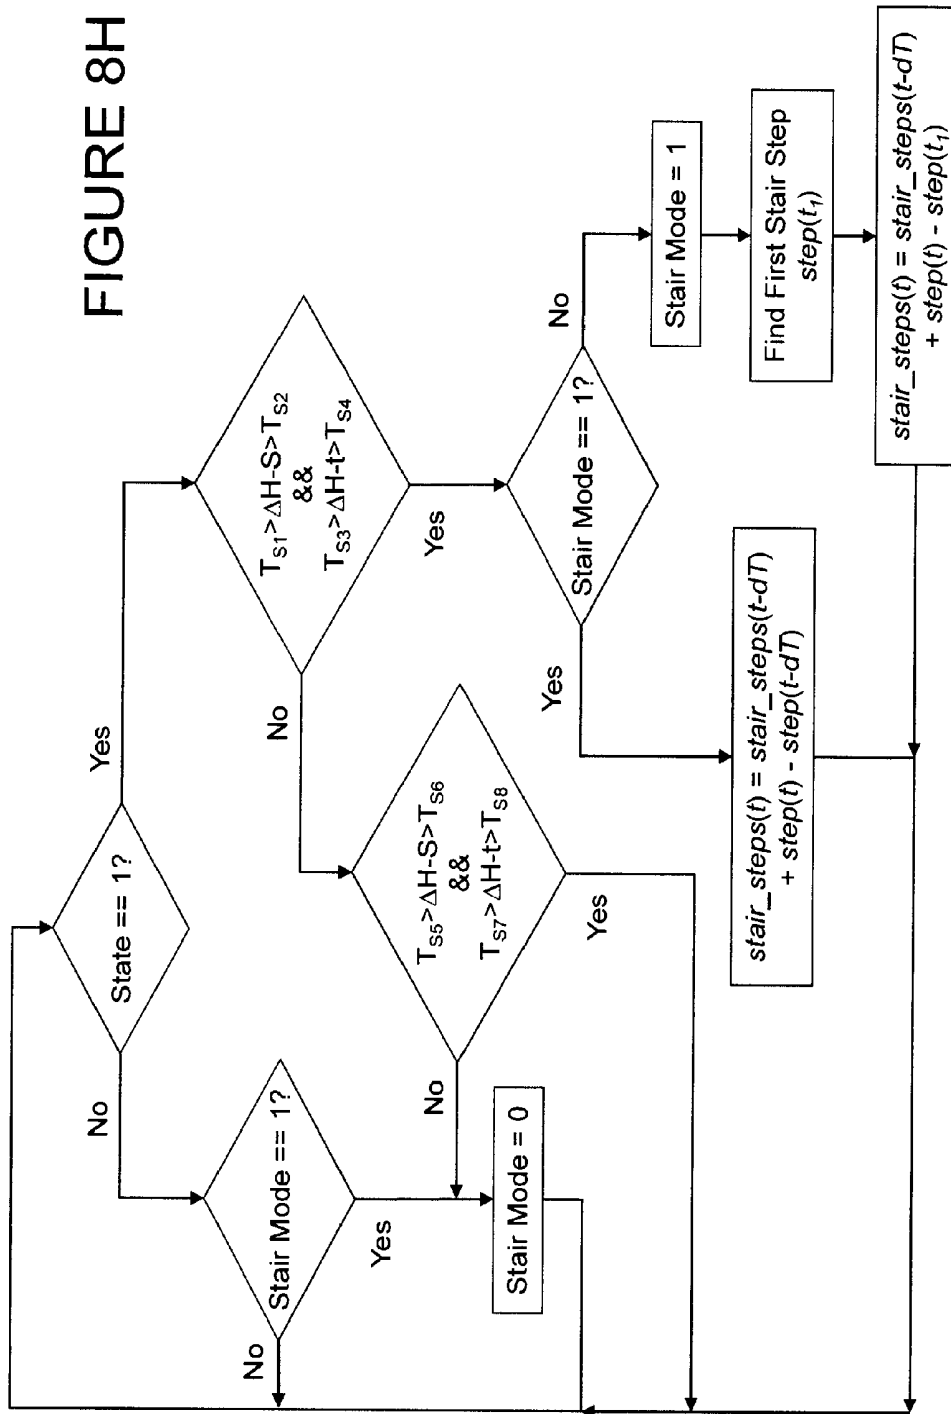 FIGURE 8H
State == 1?
No
Yes
Stair Mode == 1?
No
Yes
T_S1>ΔH-S>T_S2
&&
T_S3>ΔH-t>T_S4
No
Yes
T_S5>ΔH-S>T_S6
&&
T_S7>ΔH-t>T_S8
No
Yes
Stair Mode = 0
Stair Mode == 1?
Yes
No
Stair Mode = 1
Find First Stair Step
step(t₁)
stair_steps(t) = stair_steps(t-dT)
+ step(t) - step(t-dT)
stair_steps(t) = stair_steps(t-dT)
+ step(t) - step(t₁)